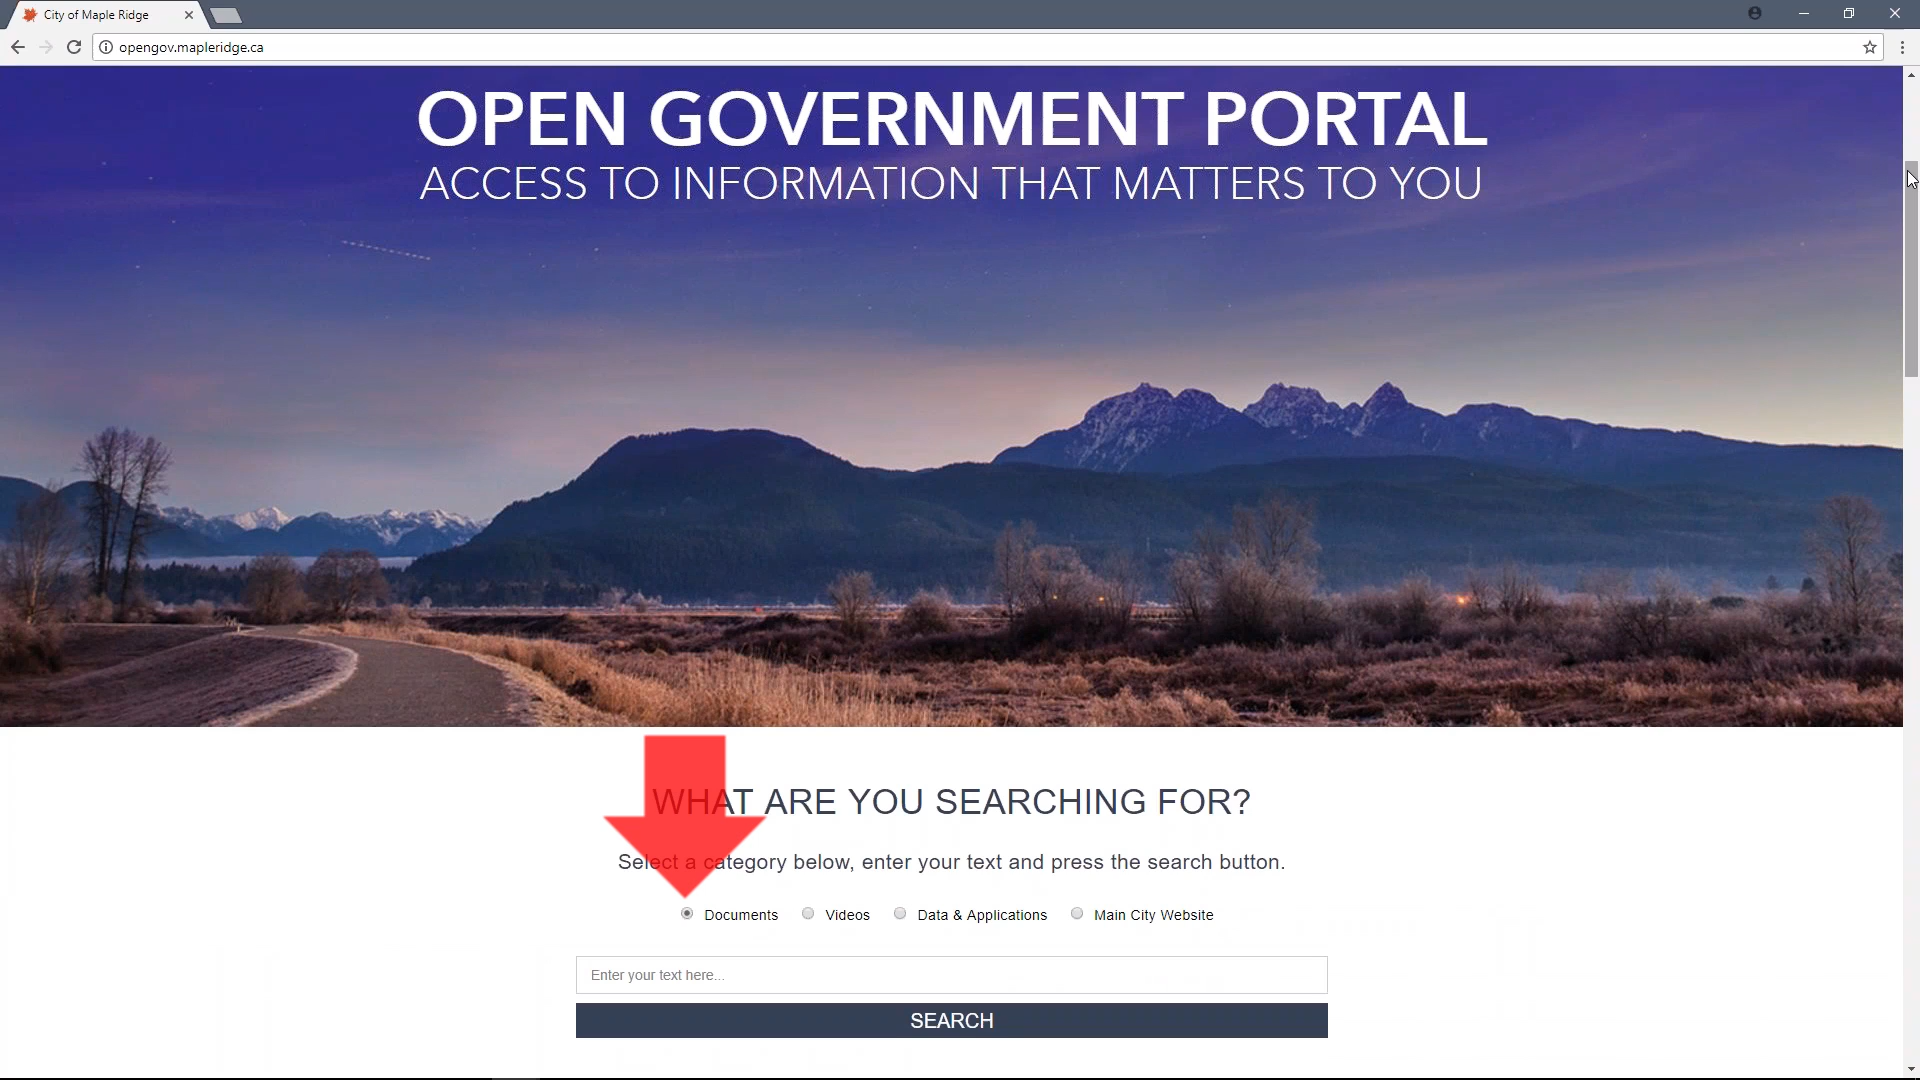 City of Maple Ridge
opengov.mapleridge.ca
OPEN GOVERNMENT PORTAL
ACCESS TO INFORMATION THAT MATTERS TO YOU
WHAT ARE YOU SEARCHING FOR?
Select a category below, enter your text and press the search button.
Documents Videos Data & Applications Main City Website
Enter your text here...
SEARCH